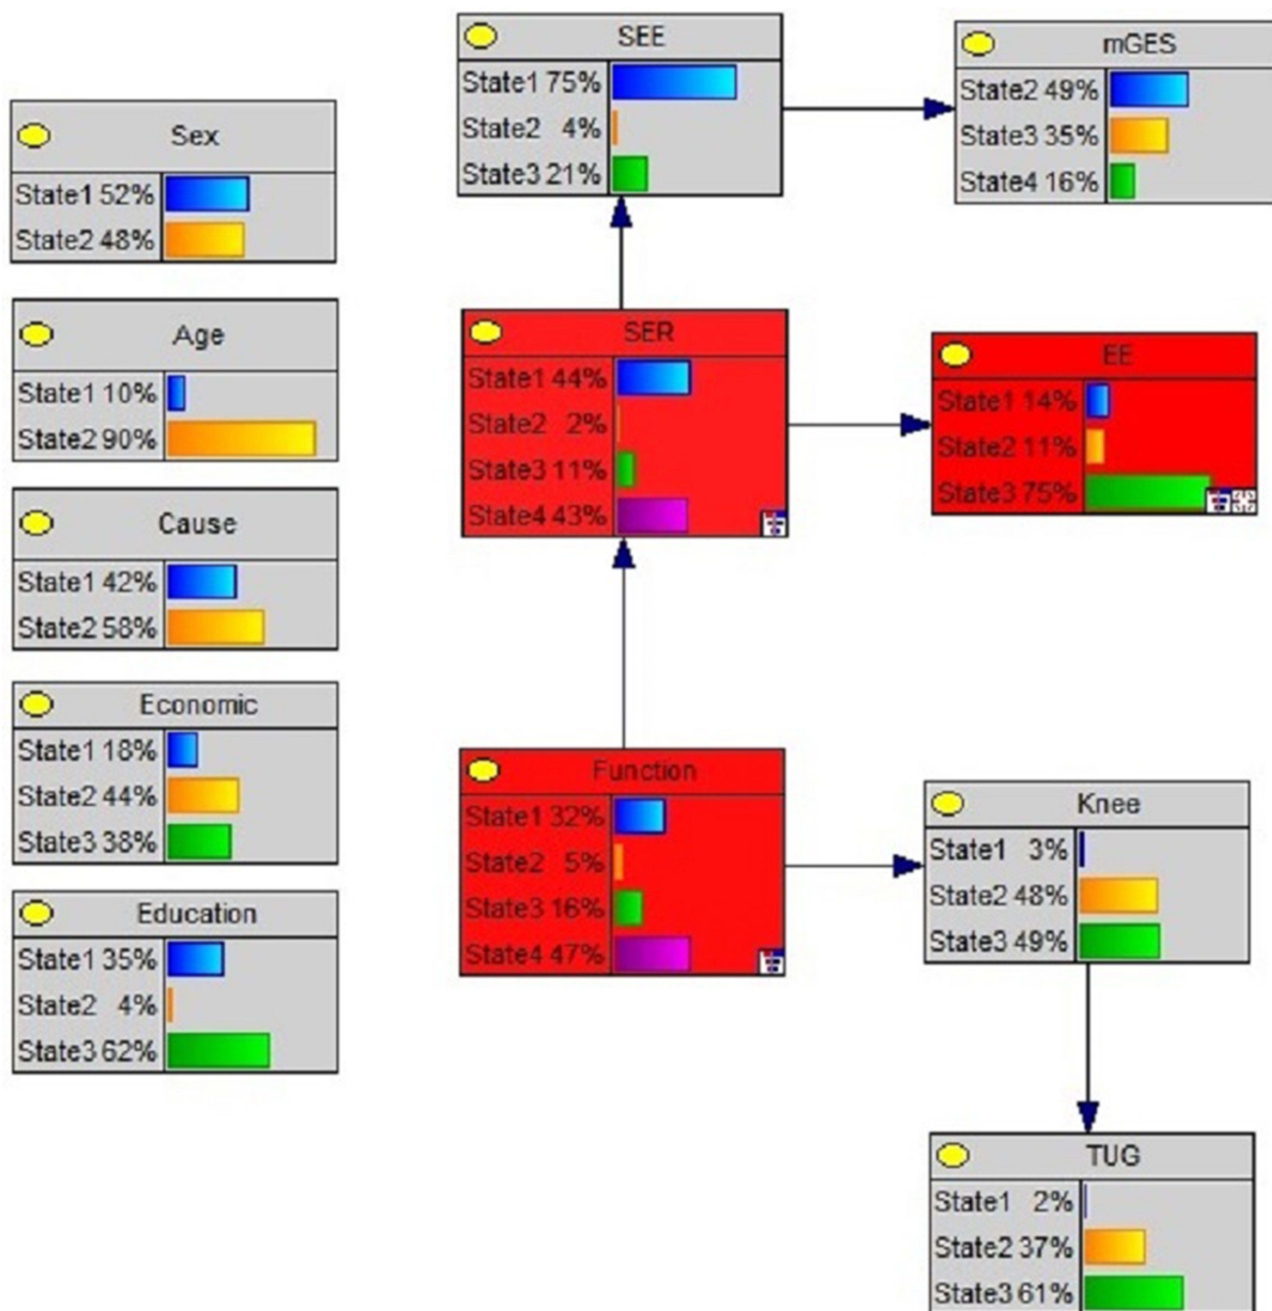 Sex
State1 52%
State2 48%
Age
State1 10%
State2 90%
Cause
State1 42%
State2 58%
Economic
State1 18%
State2 44%
State3 38%
Education
State1 35%
State2 4%
State3 62%
SEE
State1 75%
State2 4%
State3 21%
SER
State1 44%
State2 2%
State3 11%
State4 43%
Function
State1 32%
State2 5%
State3 16%
State4 47%
mGES
State2 49%
State3 35%
State4 16%
EE
State1 14%
State2 11%
State3 75%
Knee
State1 3%
State2 48%
State3 49%
TUG
State1 2%
State2 37%
State3 61%